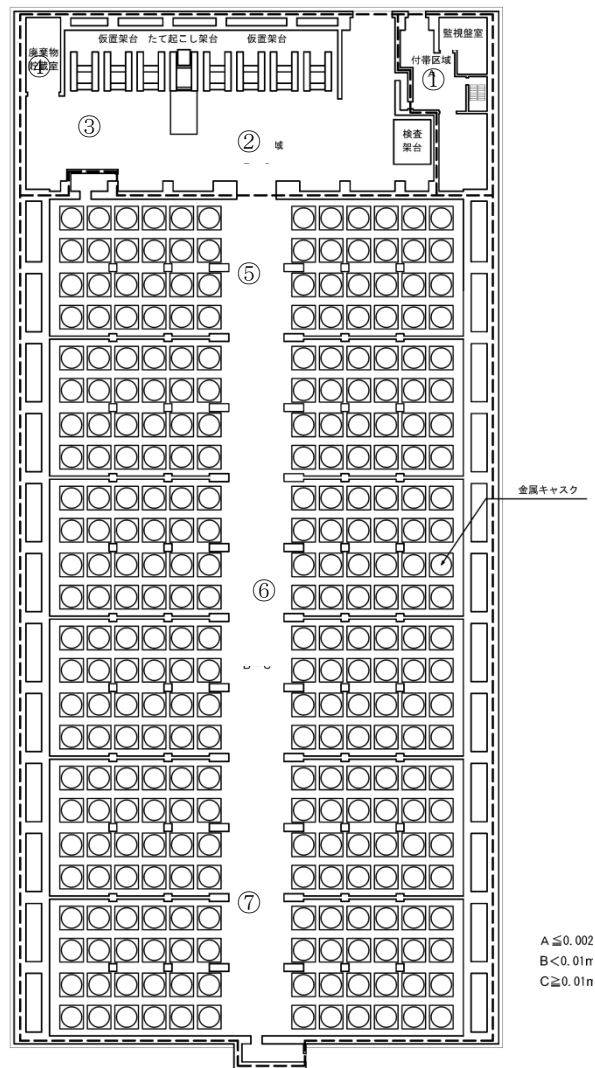 仮置架台 たて起こし架台 仮置架台
監視盤室
廃棄物
貯蔵室
④
付帯区域
A
①
③
②
域
検査
架台
⑤
金属キャスク
⑥
⑦
A≦0.002
B<0.01m
C≧0.01m